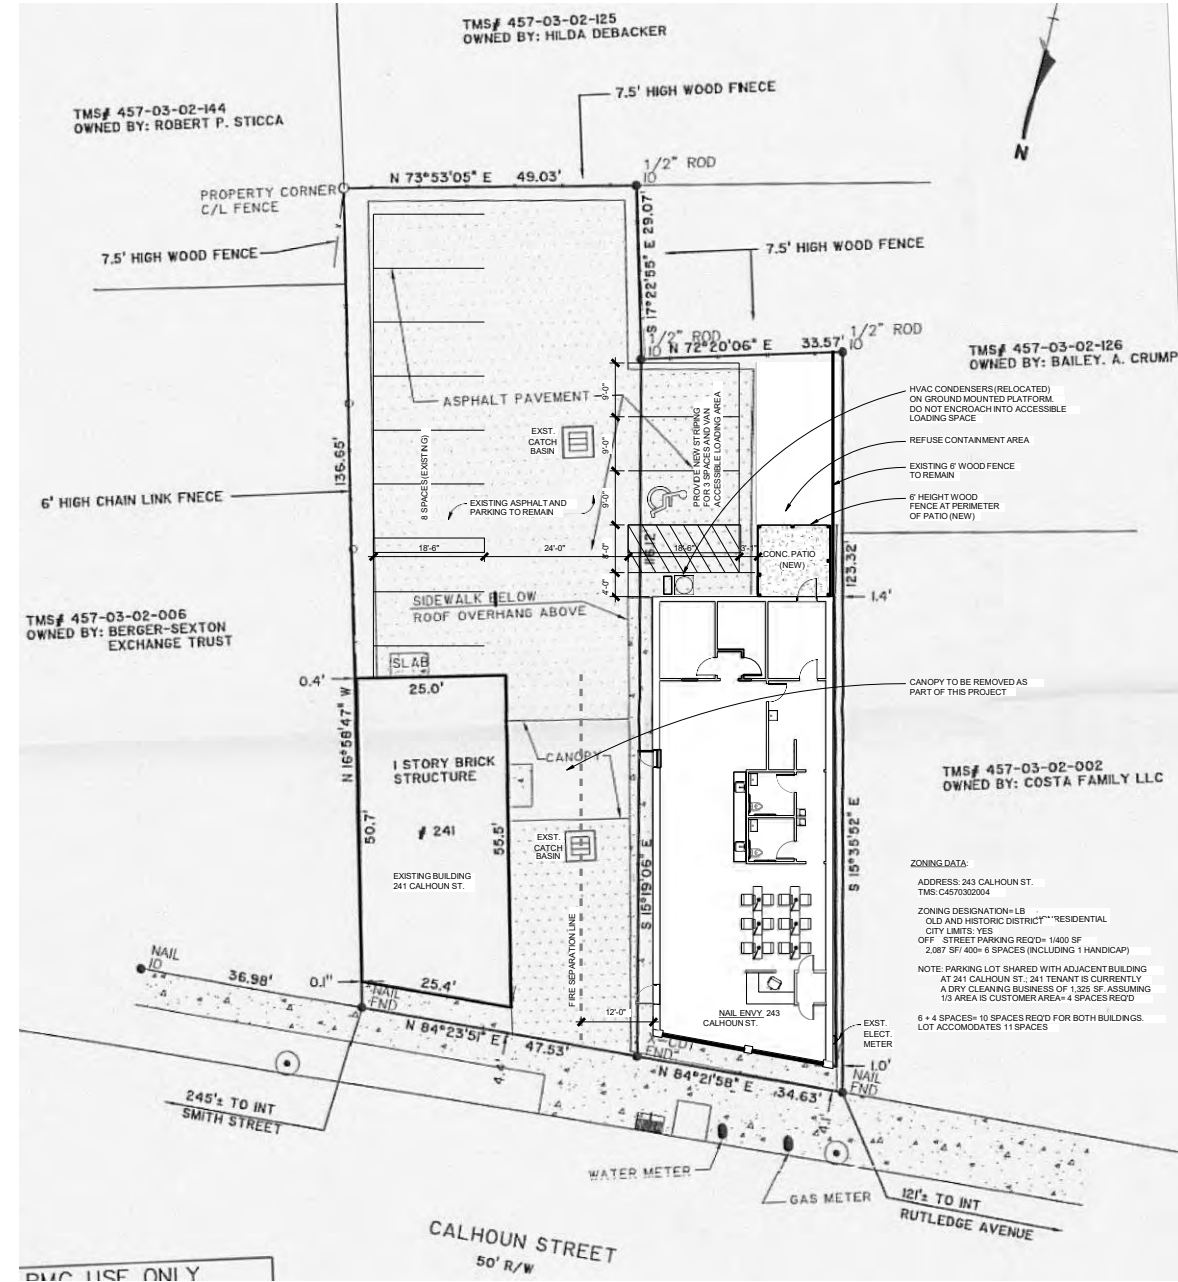 TMS# 457-03-02-125
OWNED BY: HILDA DEBACKER
7.5' HIGH WOOD FNECE
TMS# 457-03-02-144
OWNED BY: ROBERT P. STICCA
N
N 73°53'05" E 49.03'
1/2" ROD
IO
PROPERTY CORNER
C/L FENCE
7.5' HIGH WOOD FENCE
S 17°22'55" E 29.07'
7.5' HIGH WOOD FENCE
1/2" ROD
IO
N 72°20'06" E 33.57'
1/2" ROD
IO
TMS# 457-03-02-126
OWNED BY: BAILEY. A. CRUMP
HVAC CONDENSERS (RELOCATED)
ON GROUND MOUNTED PLATFORM.
DO NOT ENCROACH INTO ACCESSIBLE
LOADING SPACE
REFUSE CONTAINMENT AREA
EXISTING 6' WOOD FENCE
TO REMAIN
6' HEIGHT WOOD
FENCE AT PERIMETER
OF PATIO (NEW)
ASPHALT PAVEMENT
EXST.
CATCH
BASIN
9'-0"
9'-0"
9'-0"
8'-0"
4'-0"
PROVIDE NEW STRIPING
FOR 3 SPACES AND VAN
ACCESSIBLE LOADING AREA
8 SPACES (EXISTING)
136.65'
6' HIGH CHAIN LINK FNECE
EXISTING ASPHALT AND
PARKING TO REMAIN
18'-6"
24'-0"
116.12'
18'-6"
3'-1"
CONC. PATIO
(NEW)
123.32'
1.4'
SIDEWALK BELOW
ROOF OVERHANG ABOVE
TMS# 457-03-02-006
OWNED BY: BERGER-SEXTON
EXCHANGE TRUST
SLAB
0.4'
25.0'
CANOPY TO BE REMOVED AS
PART OF THIS PROJECT
N 16°58'47" W
1 STORY BRICK
STRUCTURE
CANOPY
# 241
50.7'
55.5'
EXISTING BUILDING
241 CALHOUN ST.
EXST.
CATCH
BASIN
TMS# 457-03-02-002
OWNED BY: COSTA FAMILY LLC
S 15°19'06" E
S 15°35'52" E
FIRE SEPARATION LINE
12'-0"
NAIL ENVY 243
CALHOUN ST.
ZONING DATA:
ADDRESS: 243 CALHOUN ST.
TMS: C4570302004
ZONING DESIGNATION= LB
OLD AND HISTORIC DISTRICT RESIDENTIAL
CITY LIMITS: YES
OFF STREET PARKING REQ'D= 1/400 SF
2,087 SF/ 400= 6 SPACES (INCLUDING 1 HANDICAP)
NOTE: PARKING LOT SHARED WITH ADJACENT BUILDING
AT 241 CALHOUN ST.; 241 TENANT IS CURRENTLY
A DRY CLEANING BUSINESS OF 1,325 SF. ASSUMING
1/3 AREA IS CUSTOMER AREA= 4 SPACES REQ'D
6 + 4 SPACES= 10 SPACES REQ'D FOR BOTH BUILDINGS.
LOT ACCOMODATES 11 SPACES
EXST.
ELECT.
METER
NAIL
IO
36.98'
0.1"
25.4'
NAIL
FND
N 84°23'51" E 47.53'
4.4'
X-CUT
FND
N 84°21'58" E 34.63'
4.1'
1.0'
NAIL
FND
245'± TO INT
SMITH STREET
WATER METER
GAS METER
121'± TO INT
RUTLEDGE AVENUE
CALHOUN STREET
50' R/W
RMC USE ONLY